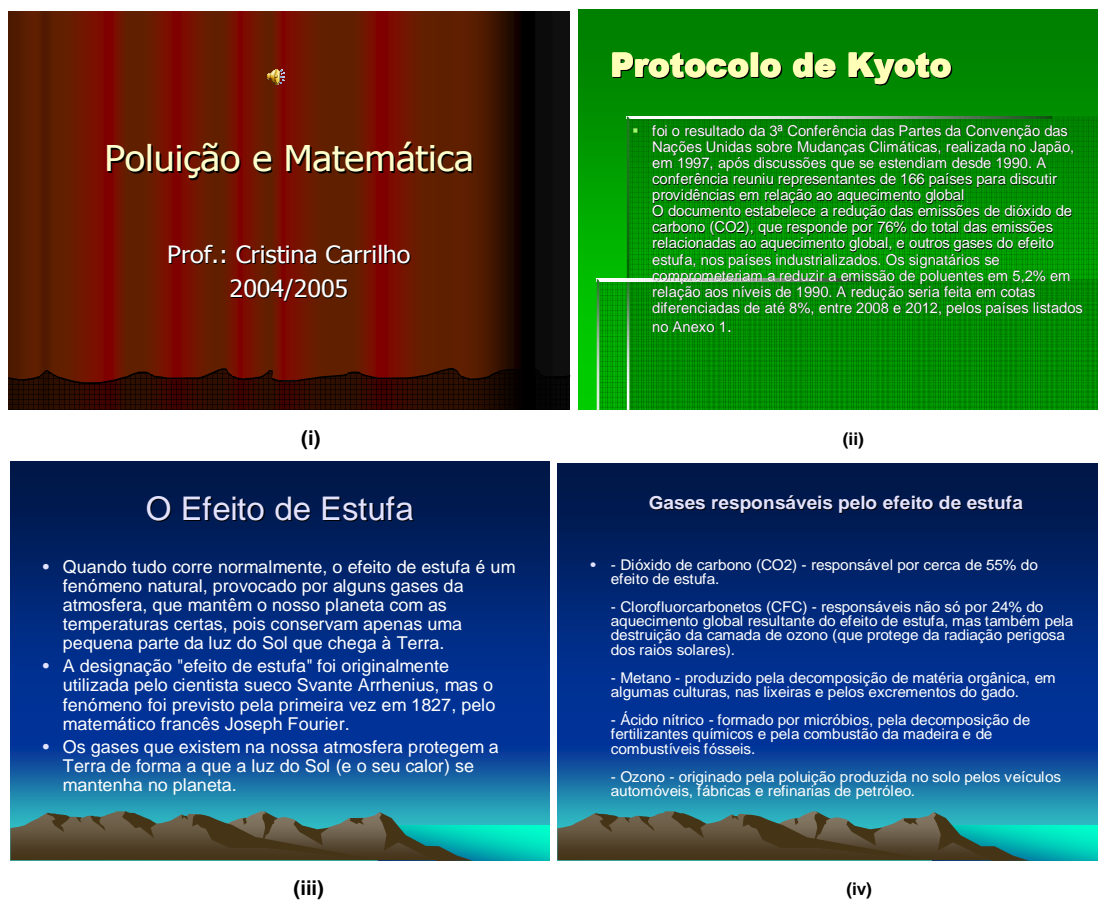 Poluição e Matemática
Prof.: Cristina Carrilho
2004/2005
(i)
Protocolo de Kyoto
▪ foi o resultado da 3ª Conferência das Partes da Convenção das
Nações Unidas sobre Mudanças Climáticas, realizada no Japão,
em 1997, após discussões que se estendiam desde 1990. A
conferência reuniu representantes de 166 países para discutir
providências em relação ao aquecimento global
O documento estabelece a redução das emissões de dióxido de
carbono (CO2), que responde por 76% do total das emissões
relacionadas ao aquecimento global, e outros gases do efeito
estufa, nos países industrializados. Os signatários se
comprometeriam a reduzir a emissão de poluentes em 5,2% em
relação aos níveis de 1990. A redução seria feita em cotas
diferenciadas de até 8%, entre 2008 e 2012, pelos países listados
no Anexo 1.
(ii)
O Efeito de Estufa
• Quando tudo corre normalmente, o efeito de estufa é um
fenómeno natural, provocado por alguns gases da
atmosfera, que mantêm o nosso planeta com as
temperaturas certas, pois conservam apenas uma
pequena parte da luz do Sol que chega à Terra.
• A designação "efeito de estufa" foi originalmente
utilizada pelo cientista sueco Svante Arrhenius, mas o
fenómeno foi previsto pela primeira vez em 1827, pelo
matemático francês Joseph Fourier.
• Os gases que existem na nossa atmosfera protegem a
Terra de forma a que a luz do Sol (e o seu calor) se
mantenha no planeta.
(iii)
Gases responsáveis pelo efeito de estufa
• - Dióxido de carbono (CO2) - responsável por cerca de 55% do
efeito de estufa.
- Clorofluorcarbonetos (CFC) - responsáveis não só por 24% do
aquecimento global resultante do efeito de estufa, mas também pela
destruição da camada de ozono (que protege da radiação perigosa
dos raios solares).
- Metano - produzido pela decomposição de matéria orgânica, em
algumas culturas, nas lixeiras e pelos excrementos do gado.
- Ácido nítrico - formado por micróbios, pela decomposição de
fertilizantes químicos e pela combustão da madeira e de
combustíveis fósseis.
- Ozono - originado pela poluição produzida no solo pelos veículos
automóveis, fábricas e refinarias de petróleo.
(iv)